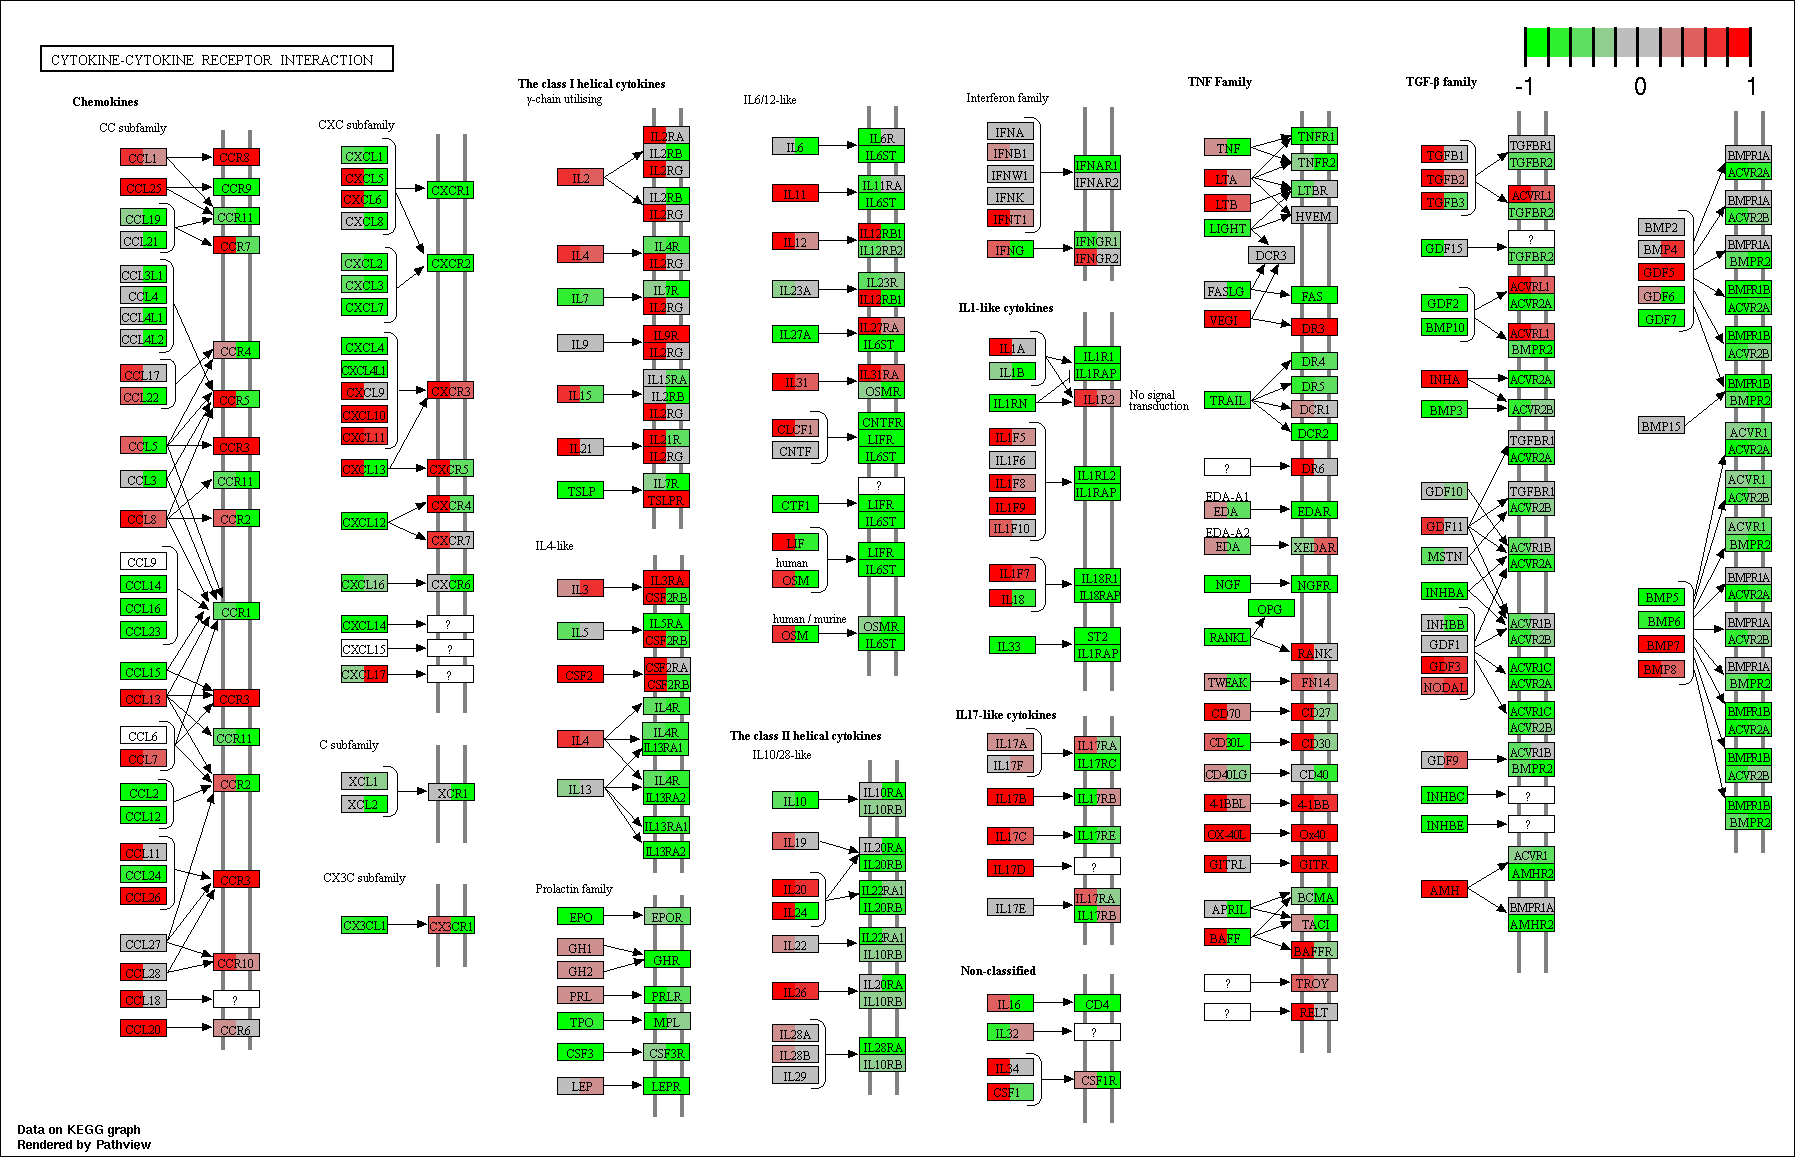 CYTOKINE-CYTOKINE RECEPTOR INTERACTION
-1
0
1
Chemokines
CC subfamily
CCL1
CCR8
CCL25
CCR9
CCL19
CCR11
CCL21
CCR7
CCL3L1
CCL4
CCL4L1
CCL4L2
CCR4
CCL17
CCL22
CCR5
CCL5
CCR3
CCL3
CCR11
CCL8
CCR2
CCL9
CCL14
CCL16
CCR1
CCL23
CCL15
CCL13
CCR3
CCL6
CCR11
CCL7
CCR2
CCL2
CCL12
CCL11
CCL24
CCR3
CCL26
CCL27
CCR10
CCL28
CCL18
?
CCL20
CCR6
CXC subfamily
CXCL1
CXCL5
CXCR1
CXCL6
CXCL8
CXCL2
CXCR2
CXCL3
CXCL7
CXCL4
CXCL4L1
CXCL9
CXCR3
CXCL10
CXCL11
CXCL13
CXCR5
CXCR4
CXCL12
CXCR7
CXCL16
CXCR6
CXCL14
?
CXCL15
?
CXCL17
?
C subfamily
XCL1
XCR1
XCL2
CX3C subfamily
CX3CL1
CX3CR1
The class I helical cytokines
γ-chain utilising
IL2RA
IL2RB
IL2
IL2RG
IL2RB
IL2RG
IL4
IL4R
IL2RG
IL7
IL7R
IL2RG
IL9
IL9R
IL2RG
IL15
IL15RA
IL2RB
IL2RG
IL21
IL21R
IL2RG
TSLP
IL7R
TSLPR
IL4-like
IL3
IL3RA
CSF2RB
IL5
IL5RA
CSF2RB
CSF2
CSF2RA
CSF2RB
IL4R
IL4
IL4R
IL13RA1
IL13
IL4R
IL13RA2
IL13RA1
IL13RA2
Prolactin family
EPO
EPOR
GH1
GHR
GH2
PRL
PRLR
TPO
MPL
CSF3
CSF3R
LEP
LEPR
IL6/12-like
IL6
IL6R
IL6ST
IL11
IL11RA
IL6ST
IL12
IL12RB1
IL12RB2
IL23A
IL23R
IL12RB1
IL27A
IL27RA
IL6ST
IL31
IL31RA
OSMR
CLCF1
CNTFR
LIFR
CNTF
IL6ST
?
CTF1
LIFR
IL6ST
LIF
LIFR
human
IL6ST
OSM
human / murine
OSM
OSMR
IL6ST
The class II helical cytokines
IL10/28-like
IL10
IL10RA
IL10RB
IL19
IL20RA
IL20RB
IL20
IL22RA1
IL24
IL20RB
IL22
IL22RA1
IL10RB
IL26
IL20RA
IL10RB
IL28A
IL28B
IL28RA
IL29
IL10RB
Interferon family
IFNA
IFNB1
IFNAR1
IFNW1
IFNAR2
IFNK
IFNT1
IFNG
IFNGR1
IFNGR2
IL1-like cytokines
IL1A
IL1R1
IL1B
IL1RAP
IL1RN
IL1R2
No signal
transduction
IL1F5
IL1F6
IL1RL2
IL1F8
IL1RAP
IL1F9
IL1F10
IL1F7
IL18R1
IL18
IL18RAP
IL33
ST2
IL1RAP
IL17-like cytokines
IL17A
IL17RA
IL17F
IL17RC
IL17B
IL17RB
IL17C
IL17RE
IL17D
?
IL17E
IL17RA
IL17RB
Non-classified
IL16
CD4
IL32
?
IL34
CSF1R
CSF1
TNF Family
TNF
TNFR1
TNFR2
LTA
LTBR
LTB
HVEM
LIGHT
DCR3
FASLG
FAS
VEGI
DR3
DR4
DR5
TRAIL
DCR1
DCR2
?
DR6
EDA-A1
EDA
EDAR
EDA-A2
EDA
XEDAR
NGF
NGFR
OPG
RANKL
RANK
TWEAK
FN14
CD70
CD27
CD30L
CD30
CD40LG
CD40
4-1BBL
4-1BB
OX-40L
Ox40
GITRL
GITR
APRIL
BCMA
TACI
BAFF
BAFFR
?
TROY
?
RELT
TGF-β family
TGFB1
TGFBR1
TGFBR2
TGFB2
ACVRL1
TGFB3
TGFBR2
GDF15
?
TGFBR2
GDF2
ACVRL1
ACVR2A
BMP10
ACVRL1
BMPR2
INHA
ACVR2A
BMP3
ACVR2B
TGFBR1
ACVR2A
GDF10
TGFBR1
ACVR2B
GDF11
MSTN
ACVR1B
ACVR2A
INHBA
INHBB
ACVR1B
ACVR2B
GDF1
GDF3
ACVR1C
ACVR2A
NODAL
ACVR1C
ACVR2B
GDF9
ACVR1B
BMPR2
INHBC
?
INHBE
?
AMH
ACVR1
AMHR2
BMPR1A
AMHR2
BMP2
BMP4
GDF5
GDF6
GDF7
BMP15
BMP5
BMP6
BMP7
BMP8
BMPR1A
ACVR2A
BMPR1A
ACVR2B
BMPR1A
BMPR2
BMPR1B
ACVR2A
BMPR1B
ACVR2B
BMPR1B
BMPR2
ACVR1
ACVR2A
ACVR1
ACVR2B
ACVR1
BMPR2
BMPR1A
ACVR2A
BMPR1A
ACVR2B
BMPR1A
BMPR2
BMPR1B
ACVR2A
BMPR1B
ACVR2B
BMPR1B
BMPR2
Data on KEGG graph
Rendered by Pathview